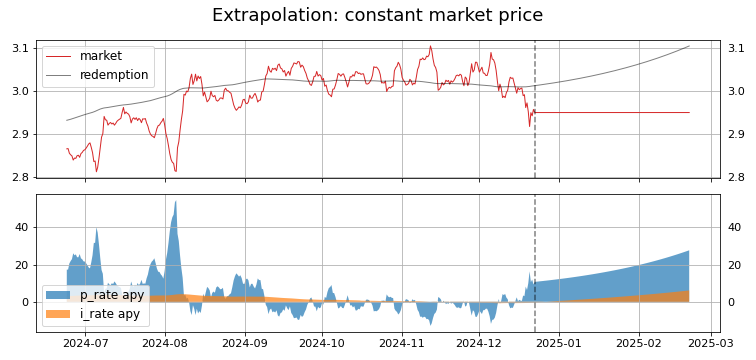 Extrapolation: constant market price
3.1 3.1
market
redemption
3.0 3.0
2.9 2.9
2.8 2.8
40 40
20 20
p_rate apy
0 0
i_rate apy
2024-07 2024-08 2024-09 2024-10 2024-11 2024-12 2025-01 2025-02 2025-03